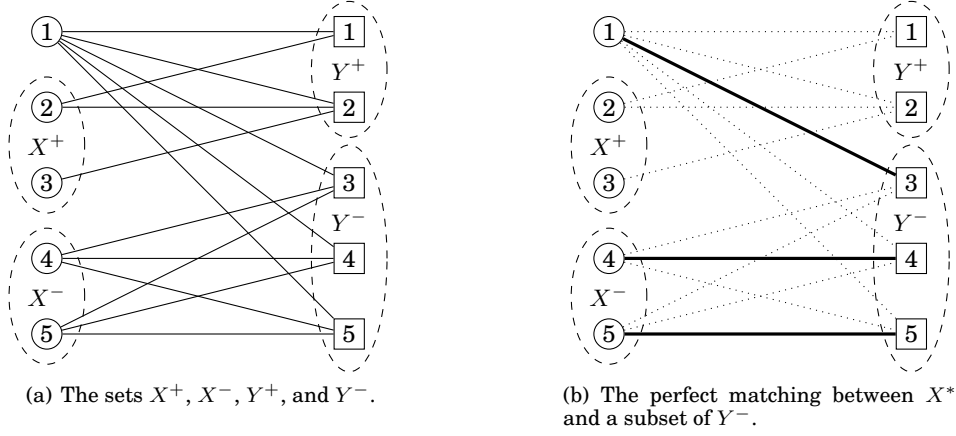 1 1 1 1
Y⁺ Y⁺
2 2 2 2
X⁺ X⁺
3 3 3 3
Y⁻ Y⁻
4 4 4 4
X⁻ X⁻
5 5 5 5
(a) The sets X⁺, X⁻, Y⁺, and Y⁻.
(b) The perfect matching between X*
and a subset of Y⁻.